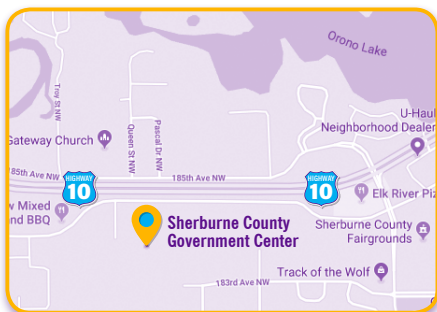 Orono Lake
U-Haul
Neighborhood Dealer
Troy St NW
Queen St NW
Pascal Dr NW
Gateway Church
185th Ave NW
185th Ave NW
HIGHWAY
10
HIGHWAY
10
Elk River Piz
Mixed
nd BBQ
Sherburne County
Government Center
Sherburne County
Fairgrounds
Track of the Wolf
183rd Ave NW